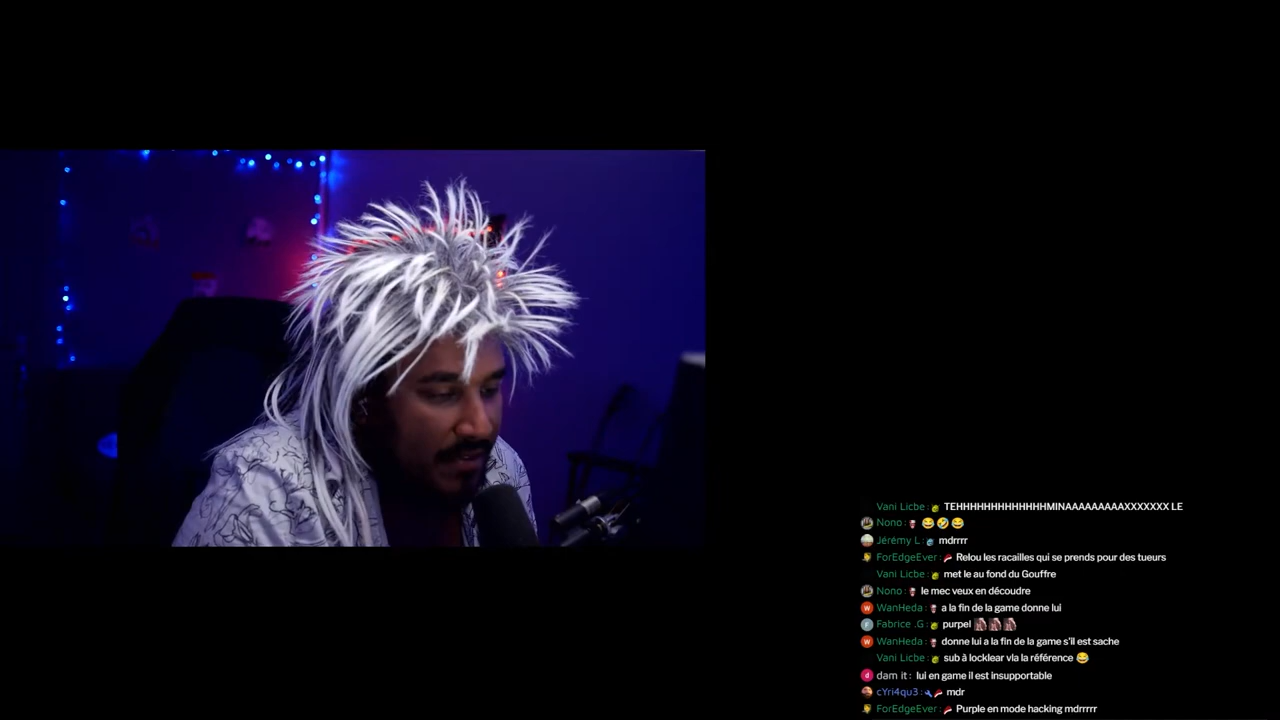 Vani Licbe : TEHHHHHHHHHHHHHMINAAAAAAAAAXXXXXXX LE
Nono : 😂 🤣 😂
Jérémy L : mdrrrr
ForEdgeEver : Relou les racailles qui se prends pour des tueurs
Vani Licbe : met le au fond du Gouffre
Nono : le mec veux en découdre
WanHeda : a la fin de la game donne lui
Fabrice .G : purpel
WanHeda : donne lui a la fin de la game s'il est sache
Vani Licbe : sub à locklear vla la référence 😂
dam it : lui en game il est insupportable
cYri4qu3 : mdr
ForEdgeEver : Purple en mode hacking mdrrrrr